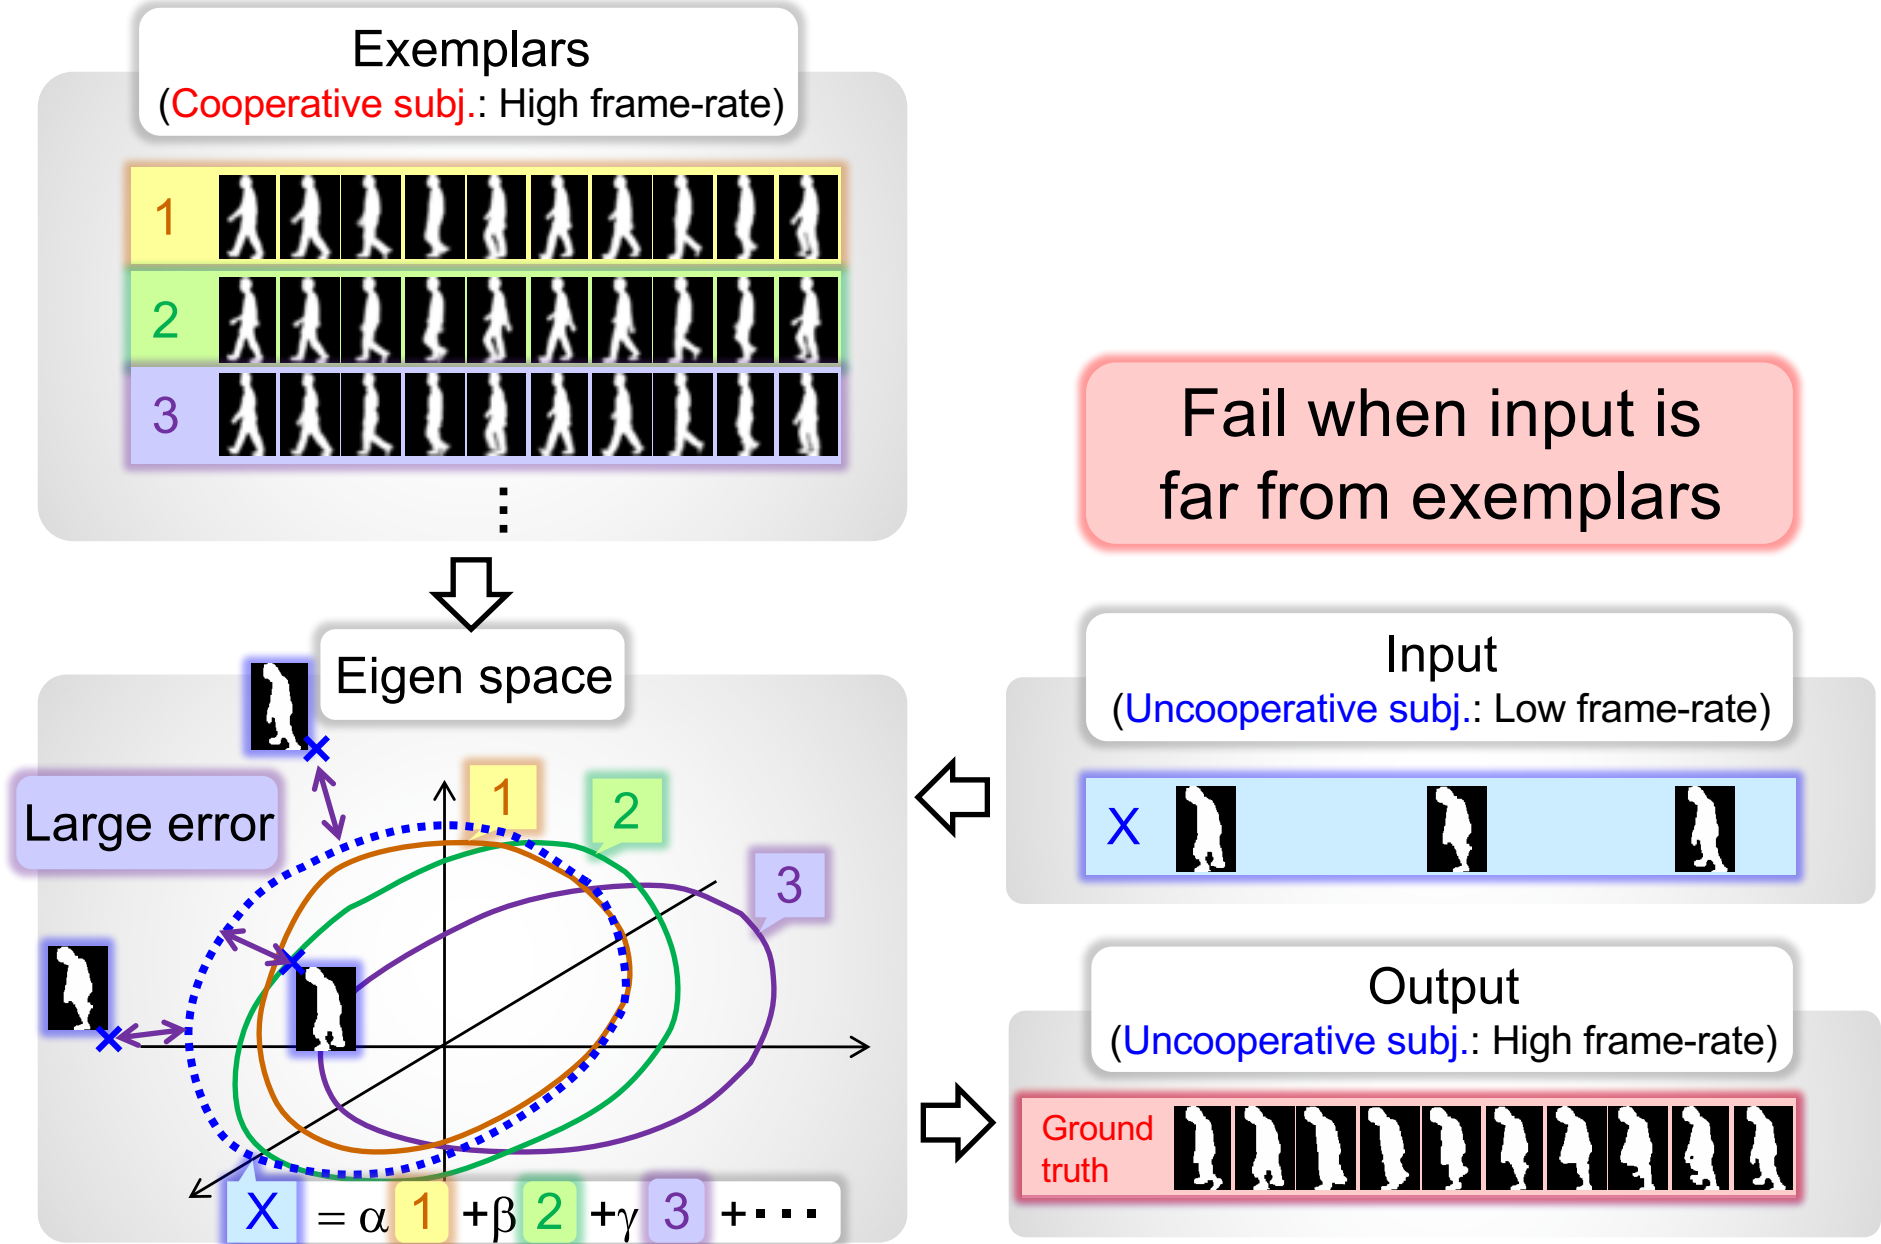 Exemplars
(Cooperative subj.: High frame-rate)
1
2
3
⋮
Fail when input is
far from exemplars
Eigen space
Large error
1
2
3
X = α 1 +β 2 +γ 3 +⋯
Input
(Uncooperative subj.: Low frame-rate)
X
Output
(Uncooperative subj.: High frame-rate)
Ground
truth